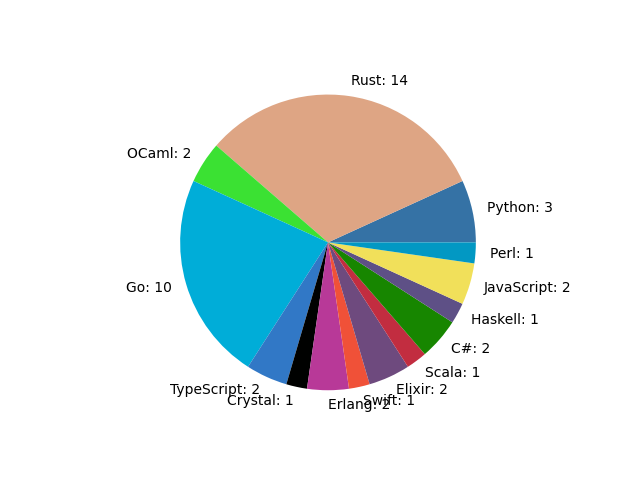 Rust: 14
OCaml: 2
Python: 3
Perl: 1
Go: 10
JavaScript: 2
Haskell: 1
C#: 2
Scala: 1
TypeScript: 2
Elixir: 2
Crystal: 1
Swift: 1
Erlang: 2